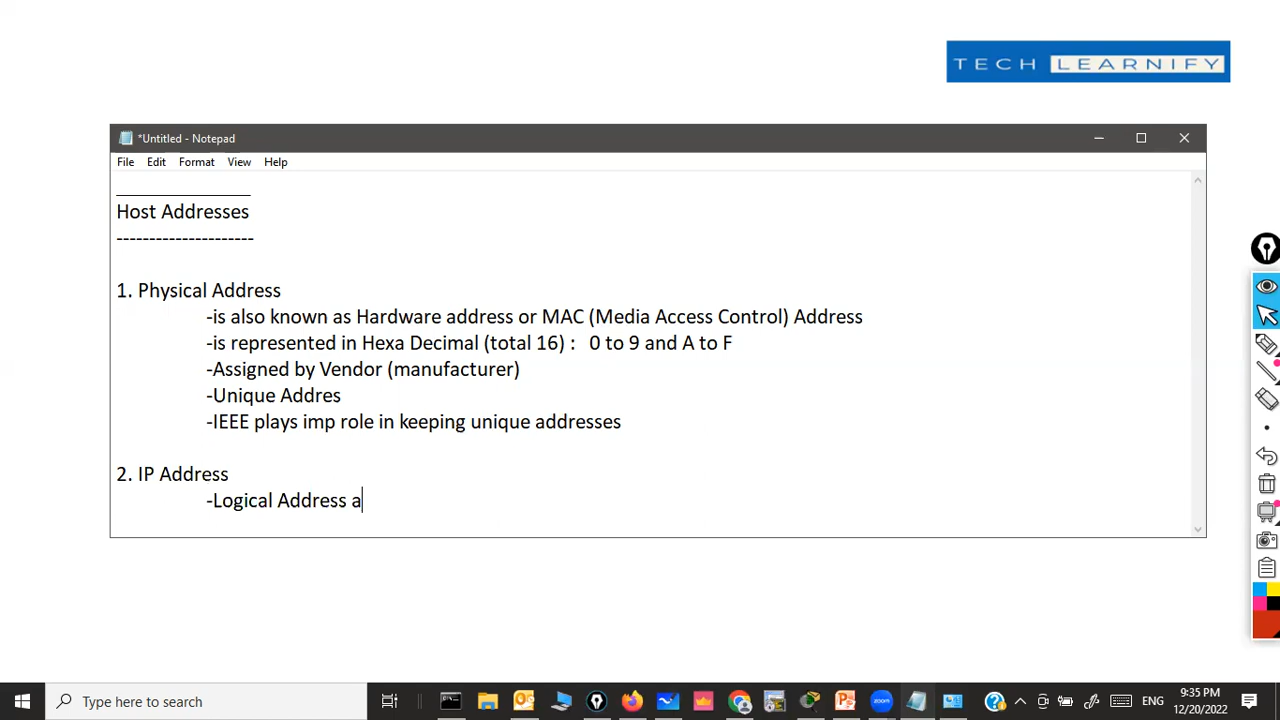 TECH LEARNIFY
*Untitled - Notepad
File Edit Format View Help
Host Addresses
---------------------
1. Physical Address
-is also known as Hardware address or MAC (Media Access Control) Address
-is represented in Hexa Decimal (total 16) : 0 to 9 and A to F
-Assigned by Vendor (manufacturer)
-Unique Addres
-IEEE plays imp role in keeping unique addresses
2. IP Address
-Logical Address a
Type here to search
zoom
ENG
9:35 PM
12/20/2022